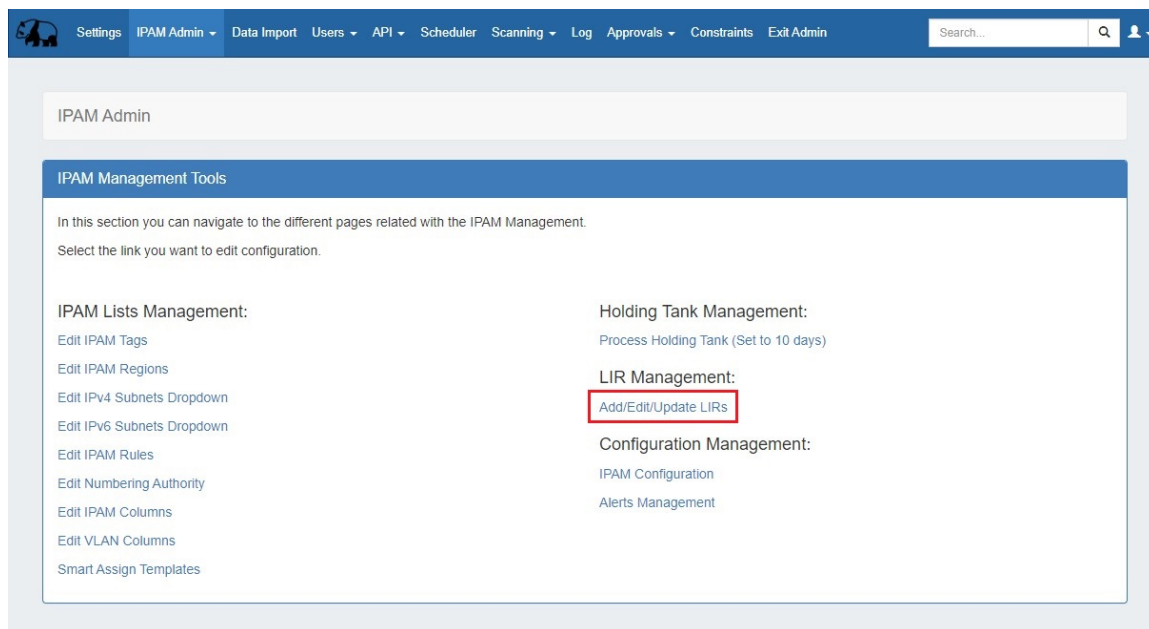 Settings IPAM Admin Data Import Users API Scheduler Scanning Log Approvals Constraints Exit Admin Search...
IPAM Admin
IPAM Management Tools
In this section you can navigate to the different pages related with the IPAM Management.
Select the link you want to edit configuration.
IPAM Lists Management:
Edit IPAM Tags
Edit IPAM Regions
Edit IPv4 Subnets Dropdown
Edit IPv6 Subnets Dropdown
Edit IPAM Rules
Edit Numbering Authority
Edit IPAM Columns
Edit VLAN Columns
Smart Assign Templates
Holding Tank Management:
Process Holding Tank (Set to 10 days)
LIR Management:
Add/Edit/Update LIRs
Configuration Management:
IPAM Configuration
Alerts Management